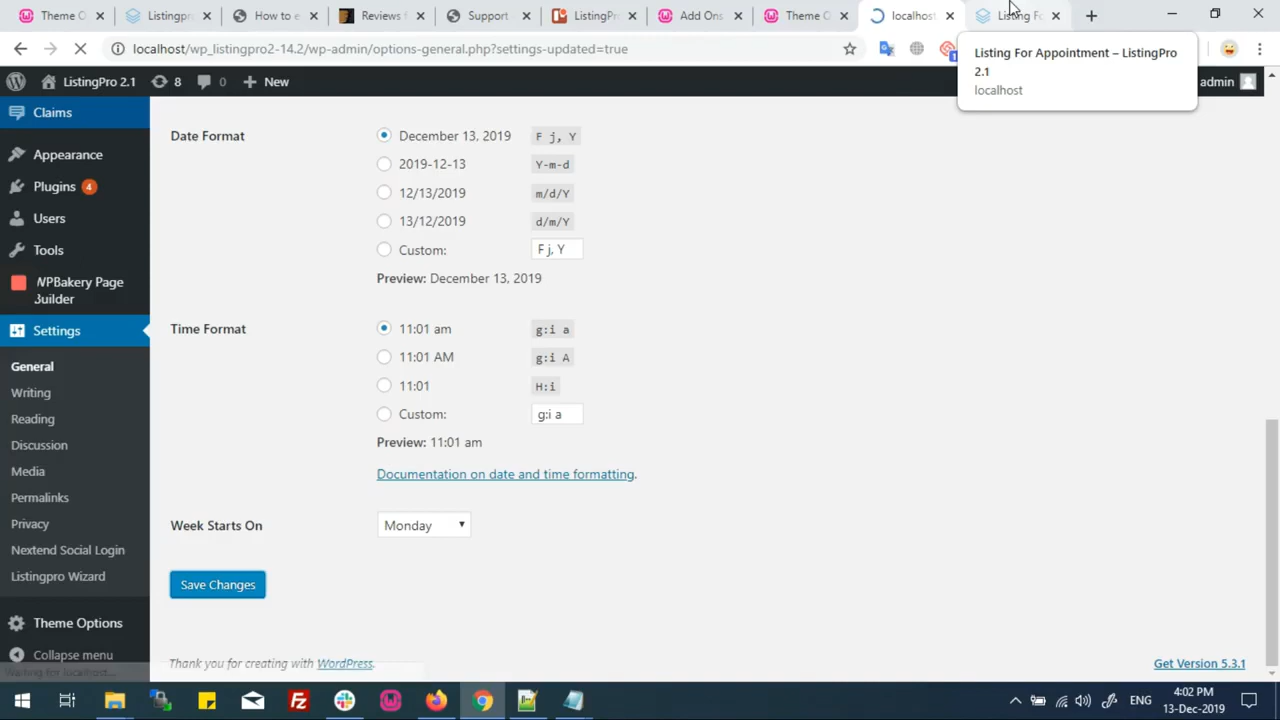 Theme O
Listingpr
How to e
Reviews f
Support
ListingPr
Add Ons
Theme O
localhost
Listing Fo
localhost/wp_listingpro2-14.2/wp-admin/options-general.php?settings-updated=true
1
Listing For Appointment – ListingPro
2.1
localhost
ListingPro 2.1
8
0
New
admin
Claims
Appearance
Plugins 4
Users
Tools
WPBakery Page
Builder
Settings
General
Writing
Reading
Discussion
Media
Permalinks
Privacy
Nextend Social Login
Listingpro Wizard
Theme Options
Collapse menu
Waiting for localhost...
Date Format
December 13, 2019 F j, Y
2019-12-13 Y-m-d
12/13/2019 m/d/Y
13/12/2019 d/m/Y
Custom: F j, Y
Preview: December 13, 2019
Time Format
11:01 am g:i a
11:01 AM g:i A
11:01 H:i
Custom: g:i a
Preview: 11:01 am
Documentation on date and time formatting.
Week Starts On
Monday
Save Changes
Thank you for creating with WordPress.
Get Version 5.3.1
ENG
4:02 PM
13-Dec-2019